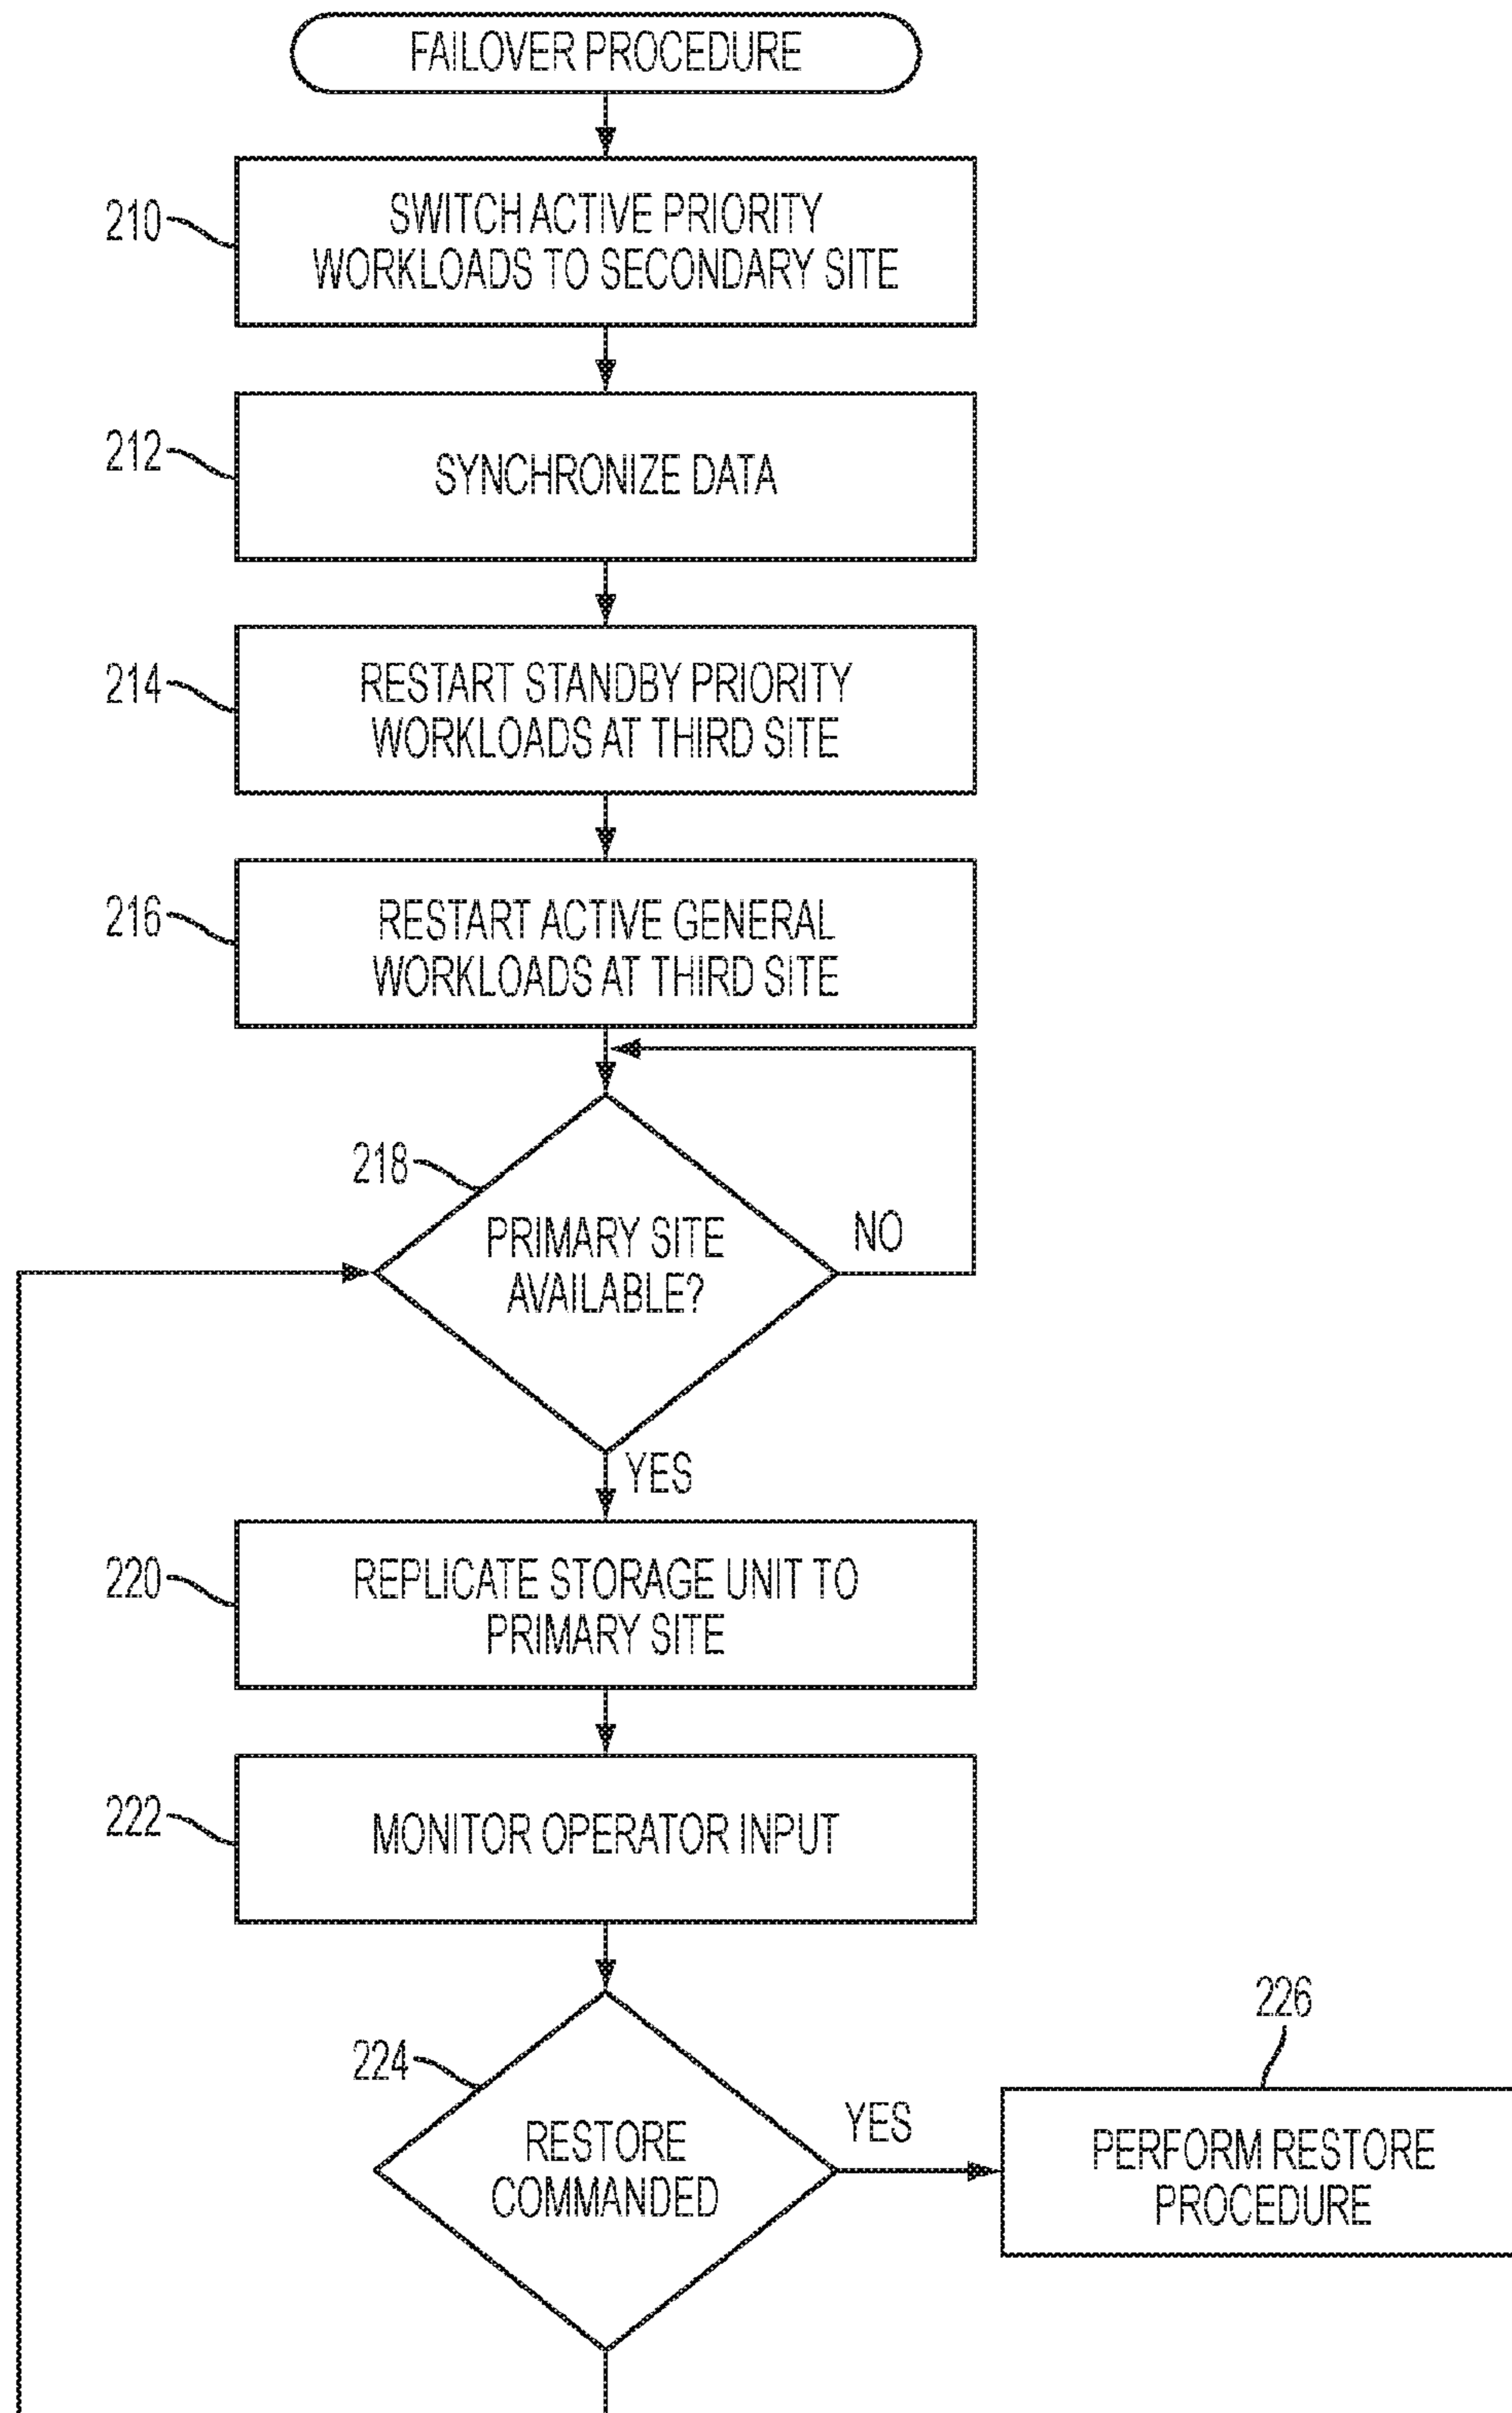 FAILOVER PROCEDURE
210
SWITCH ACTIVE PRIORITY
WORKLOADS TO SECONDARY SITE
212
SYNCHRONIZE DATA
214
RESTART STANDBY PRIORITY
WORKLOADS AT THIRD SITE
216
RESTART ACTIVE GENERAL
WORKLOADS AT THIRD SITE
218
PRIMARY SITE
AVAILABLE?
NO
YES
220
REPLICATE STORAGE UNIT TO
PRIMARY SITE
222
MONITOR OPERATOR INPUT
224
RESTORE
COMMANDED
YES
226
PERFORM RESTORE
PROCEDURE